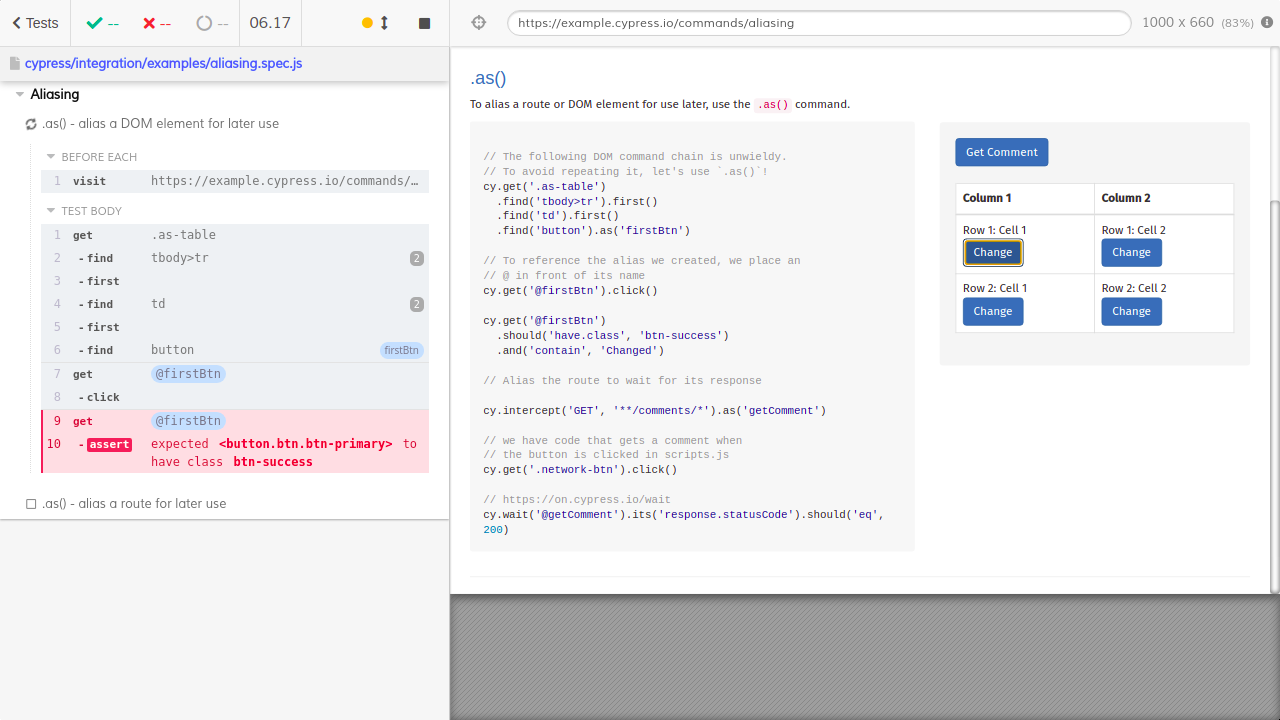 Tests -- -- -- 06.17
cypress/integration/examples/aliasing.spec.js
Aliasing
.as() - alias a DOM element for later use
BEFORE EACH
1 visit https://example.cypress.io/commands/…
TEST BODY
1 get .as-table
2 -find tbody>tr 2
3 -first
4 -find td 2
5 -first
6 -find button firstBtn
7 get @firstBtn
8 -click
9 get @firstBtn
10 -assert expected <button.btn.btn-primary> to
have class btn-success
.as() - alias a route for later use
https://example.cypress.io/commands/aliasing
1000 x 660 (83%)
.as()
To alias a route or DOM element for use later, use the .as() command.
// The following DOM command chain is unwieldy.
// To avoid repeating it, let's use `.as()`!
cy.get('.as-table')
.find('tbody>tr').first()
.find('td').first()
.find('button').as('firstBtn')
// To reference the alias we created, we place an
// @ in front of its name
cy.get('@firstBtn').click()
cy.get('@firstBtn')
.should('have.class', 'btn-success')
.and('contain', 'Changed')
// Alias the route to wait for its response
cy.intercept('GET', '**/comments/*').as('getComment')
// we have code that gets a comment when
// the button is clicked in scripts.js
cy.get('.network-btn').click()
// https://on.cypress.io/wait
cy.wait('@getComment').its('response.statusCode').should('eq',
200)
Get Comment
Column 1 Column 2
Row 1: Cell 1 Row 1: Cell 2
Change Change
Row 2: Cell 1 Row 2: Cell 2
Change Change